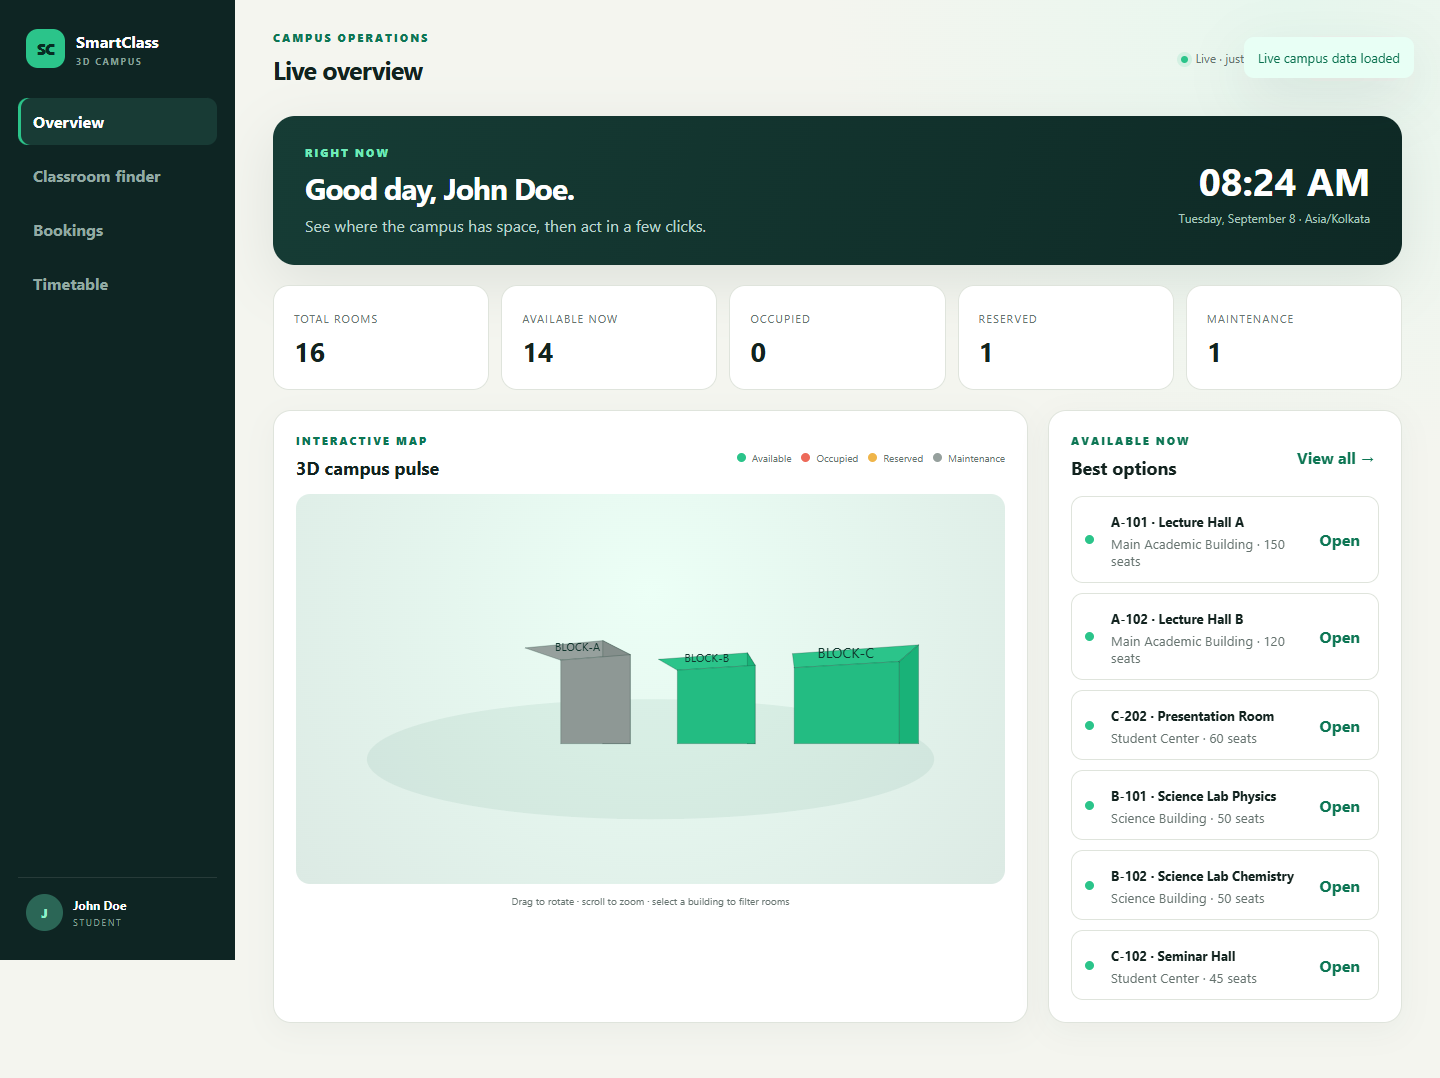 SC
SmartClass
3D CAMPUS
Overview
Classroom finder
Bookings
Timetable
J
John Doe
STUDENT
CAMPUS OPERATIONS
Live overview
Live · just
Live campus data loaded
RIGHT NOW
Good day, John Doe.
See where the campus has space, then act in a few clicks.
08:24 AM
Tuesday, September 8 · Asia/Kolkata
TOTAL ROOMS
16
AVAILABLE NOW
14
OCCUPIED
0
RESERVED
1
MAINTENANCE
1
INTERACTIVE MAP
3D campus pulse
Available
Occupied
Reserved
Maintenance
BLOCK-A
BLOCK-B
BLOCK-C
Drag to rotate · scroll to zoom · select a building to filter rooms
AVAILABLE NOW
Best options
View all →
A-101 · Lecture Hall A
Main Academic Building · 150
seats
Open
A-102 · Lecture Hall B
Main Academic Building · 120
seats
Open
C-202 · Presentation Room
Student Center · 60 seats
Open
B-101 · Science Lab Physics
Science Building · 50 seats
Open
B-102 · Science Lab Chemistry
Science Building · 50 seats
Open
C-102 · Seminar Hall
Student Center · 45 seats
Open